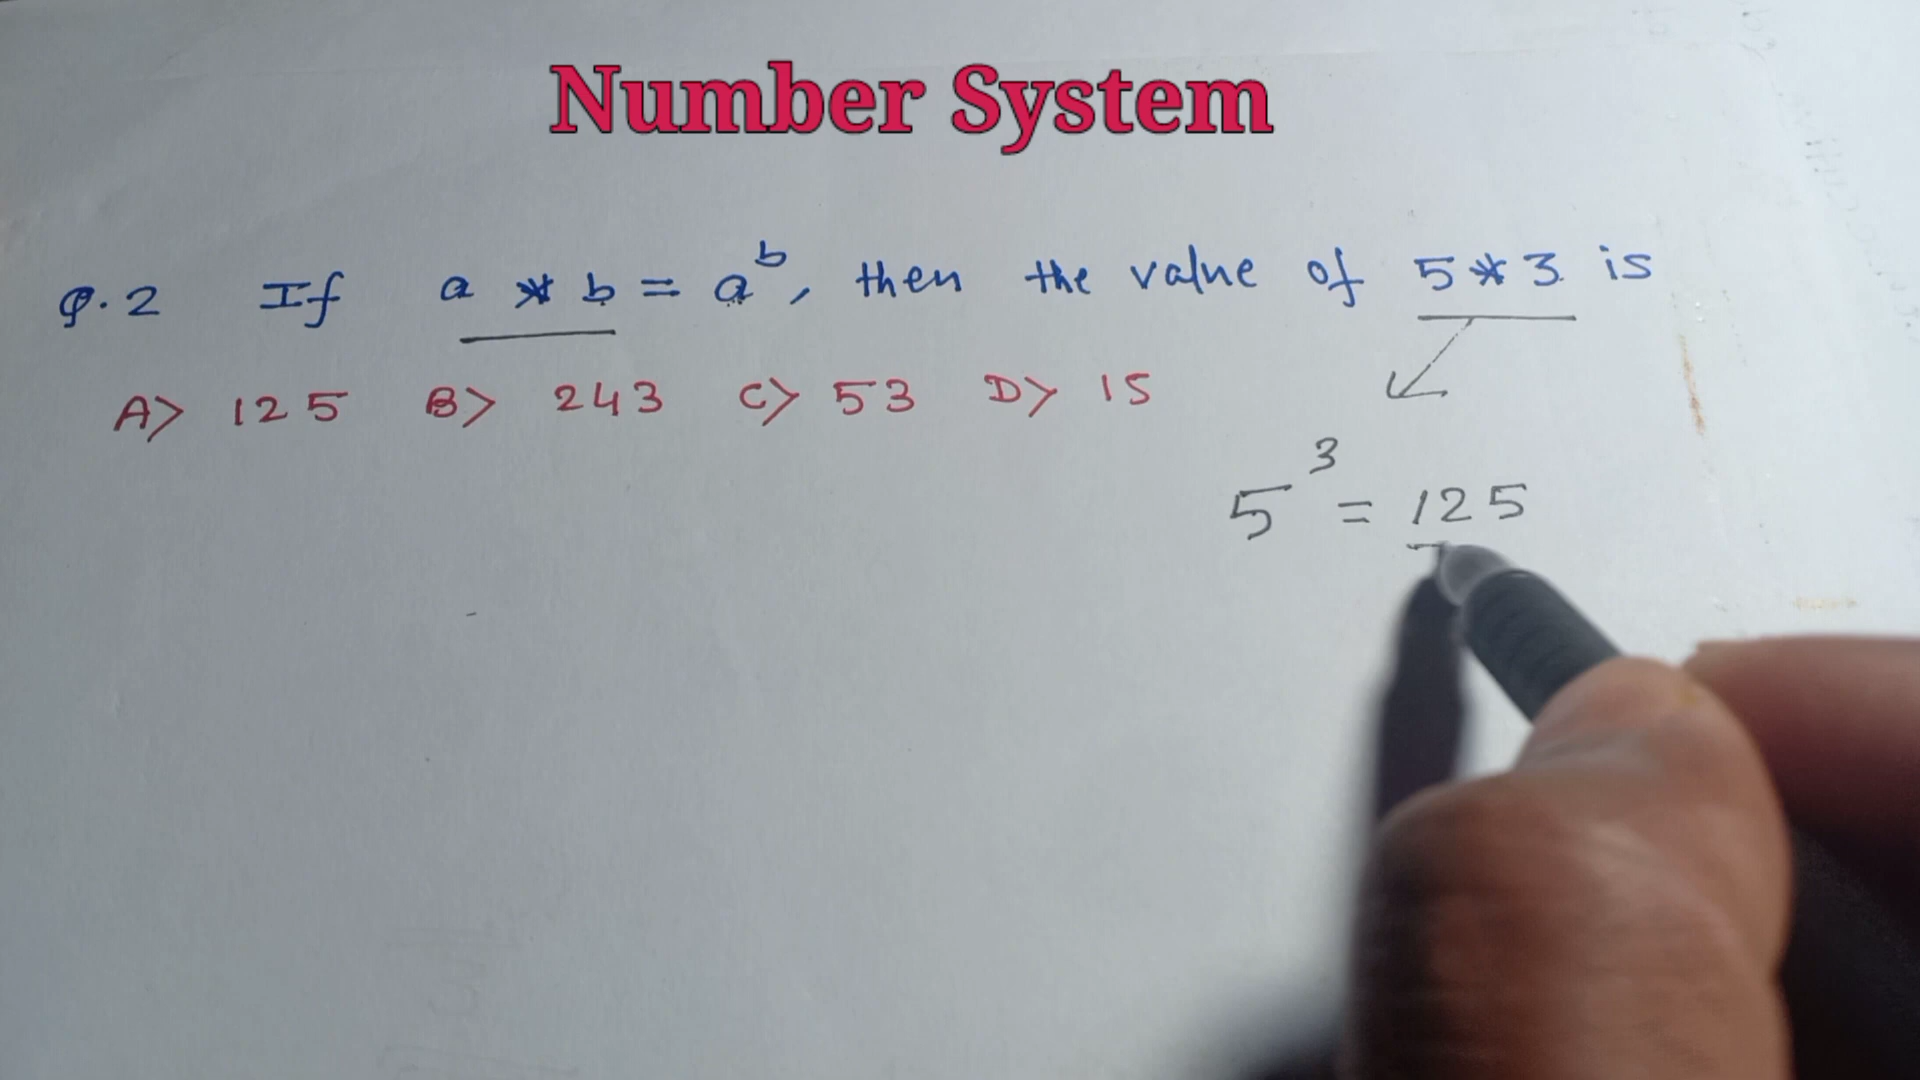 Number System
Q.2 If a * b = a^b, then the value of 5*3 is
A> 125 B> 243 C> 53 D> 15
5^3 = 125